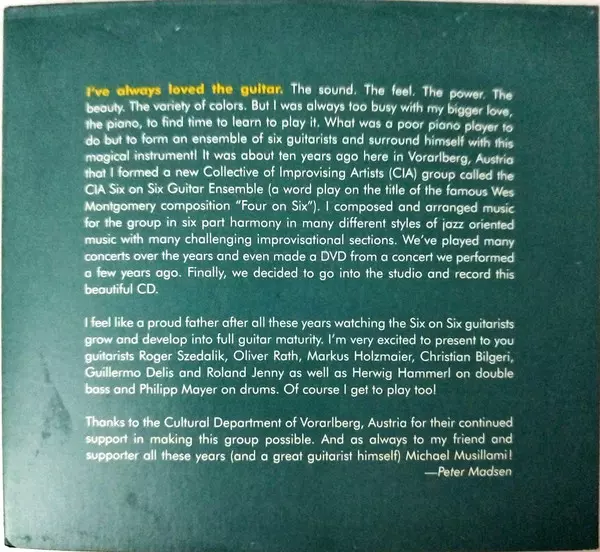 I've always loved the guitar. The sound. The feel. The power. The
beauty. The variety of colors. But I was always too busy with my bigger love,
the piano, to find time to learn to play it. What was a poor piano player to
do but to form an ensemble of six guitarists and surround himself with this
magical instrument! It was about ten years ago here in Vorarlberg, Austria
that I formed a new Collective of Improvising Artists (CIA) group called the
CIA Six on Six Guitar Ensemble (a word play on the title of the famous Wes
Montgomery composition "Four on Six"). I composed and arranged music
for the group in six part harmony in many different styles of jazz oriented
music with many challenging improvisational sections. We've played many
concerts over the years and even made a DVD from a concert we performed
a few years ago. Finally, we decided to go into the studio and record this
beautiful CD.
I feel like a proud father after all these years watching the Six on Six guitarists
grow and develop into full guitar maturity. I'm very excited to present to you
guitarists Roger Szedalik, Oliver Rath, Markus Holzmaier, Christian Bilgeri,
Guillermo Delis and Roland Jenny as well as Herwig Hammerl on double
bass and Philipp Mayer on drums. Of course I get to play too!
Thanks to the Cultural Department of Vorarlberg, Austria for their continued
support in making this group possible. And as always to my friend and
supporter all these years (and a great guitarist himself) Michael Musillami!
—Peter Madsen